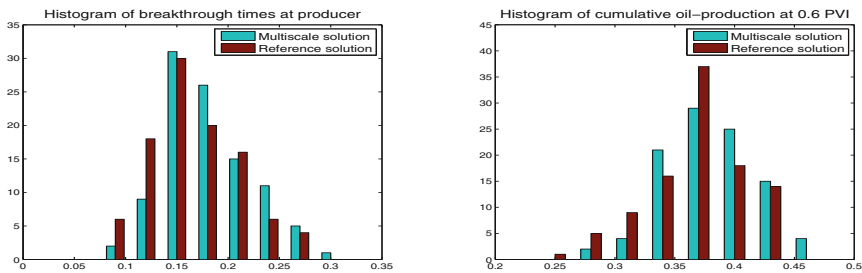 Histogram of breakthrough times at producer
35
30
25
20
15
10
5
0
Multiscale solution
Reference solution
0 0.05 0.1 0.15 0.2 0.25 0.3 0.35
Histogram of cumulative oil−production at 0.6 PVI
45
40
35
30
25
20
15
10
5
0
Multiscale solution
Reference solution
0.2 0.25 0.3 0.35 0.4 0.45 0.5